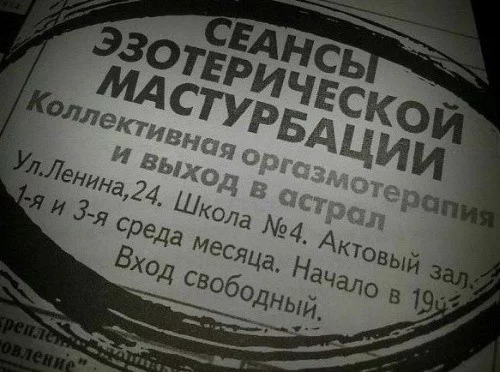 СЕАНСЫ
ЭЗОТЕРИЧЕСКОЙ
МАСТУРБАЦИИ
Коллективная оргазмотерапия
и выход в астрал
Ул.Ленина,24. Школа №4. Актовый зал.
1-я и 3-я среда месяца. Начало в 19ч.
Вход свободный.